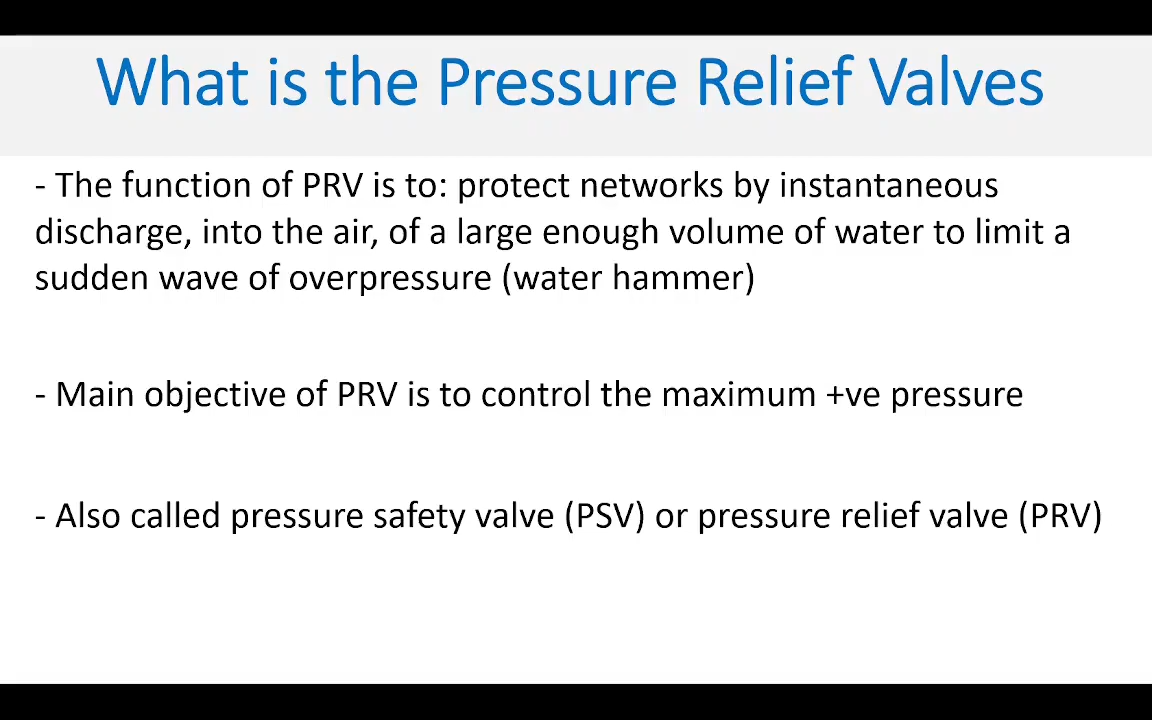 What is the Pressure Relief Valves
- The function of PRV is to: protect networks by instantaneous
discharge, into the air, of a large enough volume of water to limit a
sudden wave of overpressure (water hammer)
- Main objective of PRV is to control the maximum +ve pressure
- Also called pressure safety valve (PSV) or pressure relief valve (PRV)